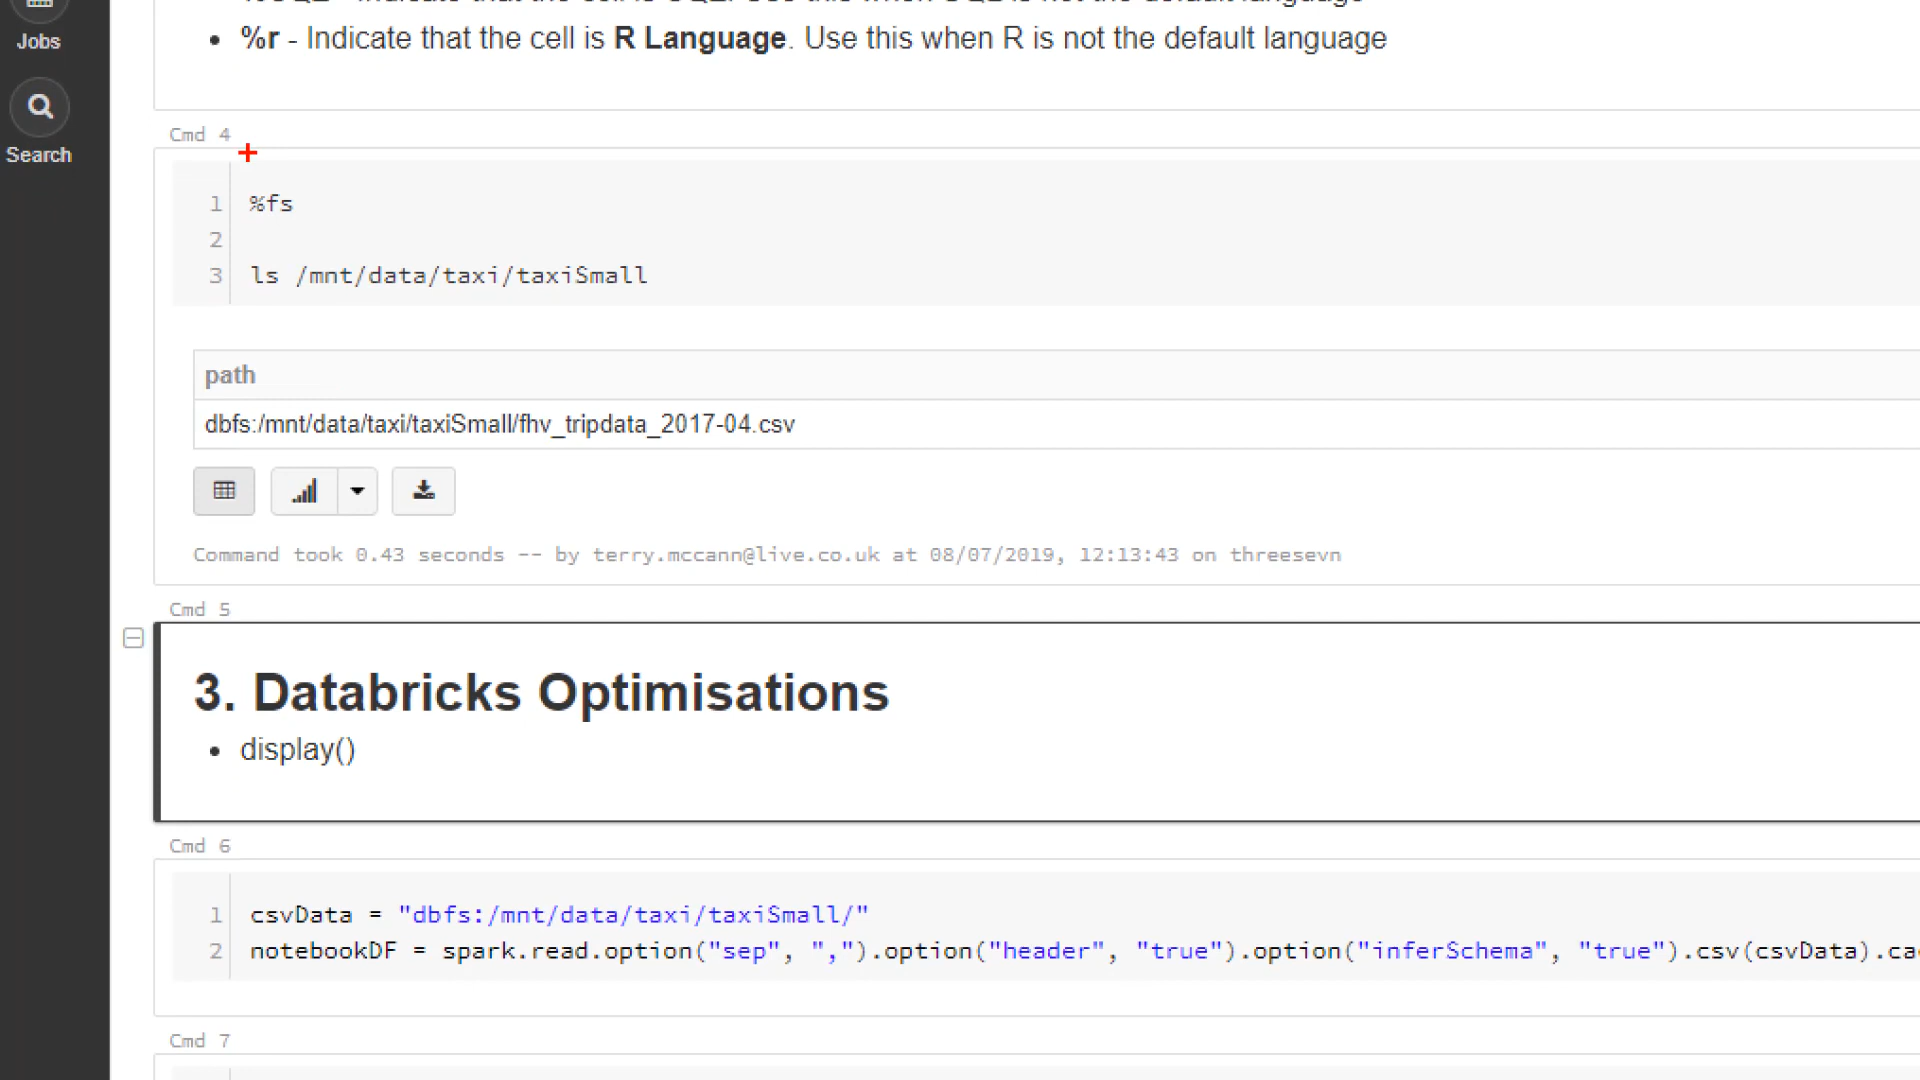 %r - Indicate that the cell is R Language. Use this when R is not the default language
Jobs
Search
Cmd 4
1 %fs
2
3 ls /mnt/data/taxi/taxiSmall
path
dbfs:/mnt/data/taxi/taxiSmall/fhv_tripdata_2017-04.csv
Command took 0.43 seconds -- by terry.mccann@live.co.uk at 08/07/2019, 12:13:43 on threesevn
Cmd 5
3. Databricks Optimisations
display()
Cmd 6
1 csvData = "dbfs:/mnt/data/taxi/taxiSmall/"
2 notebookDF = spark.read.option("sep", ",").option("header", "true").option("inferSchema", "true").csv(csvData).ca
Cmd 7